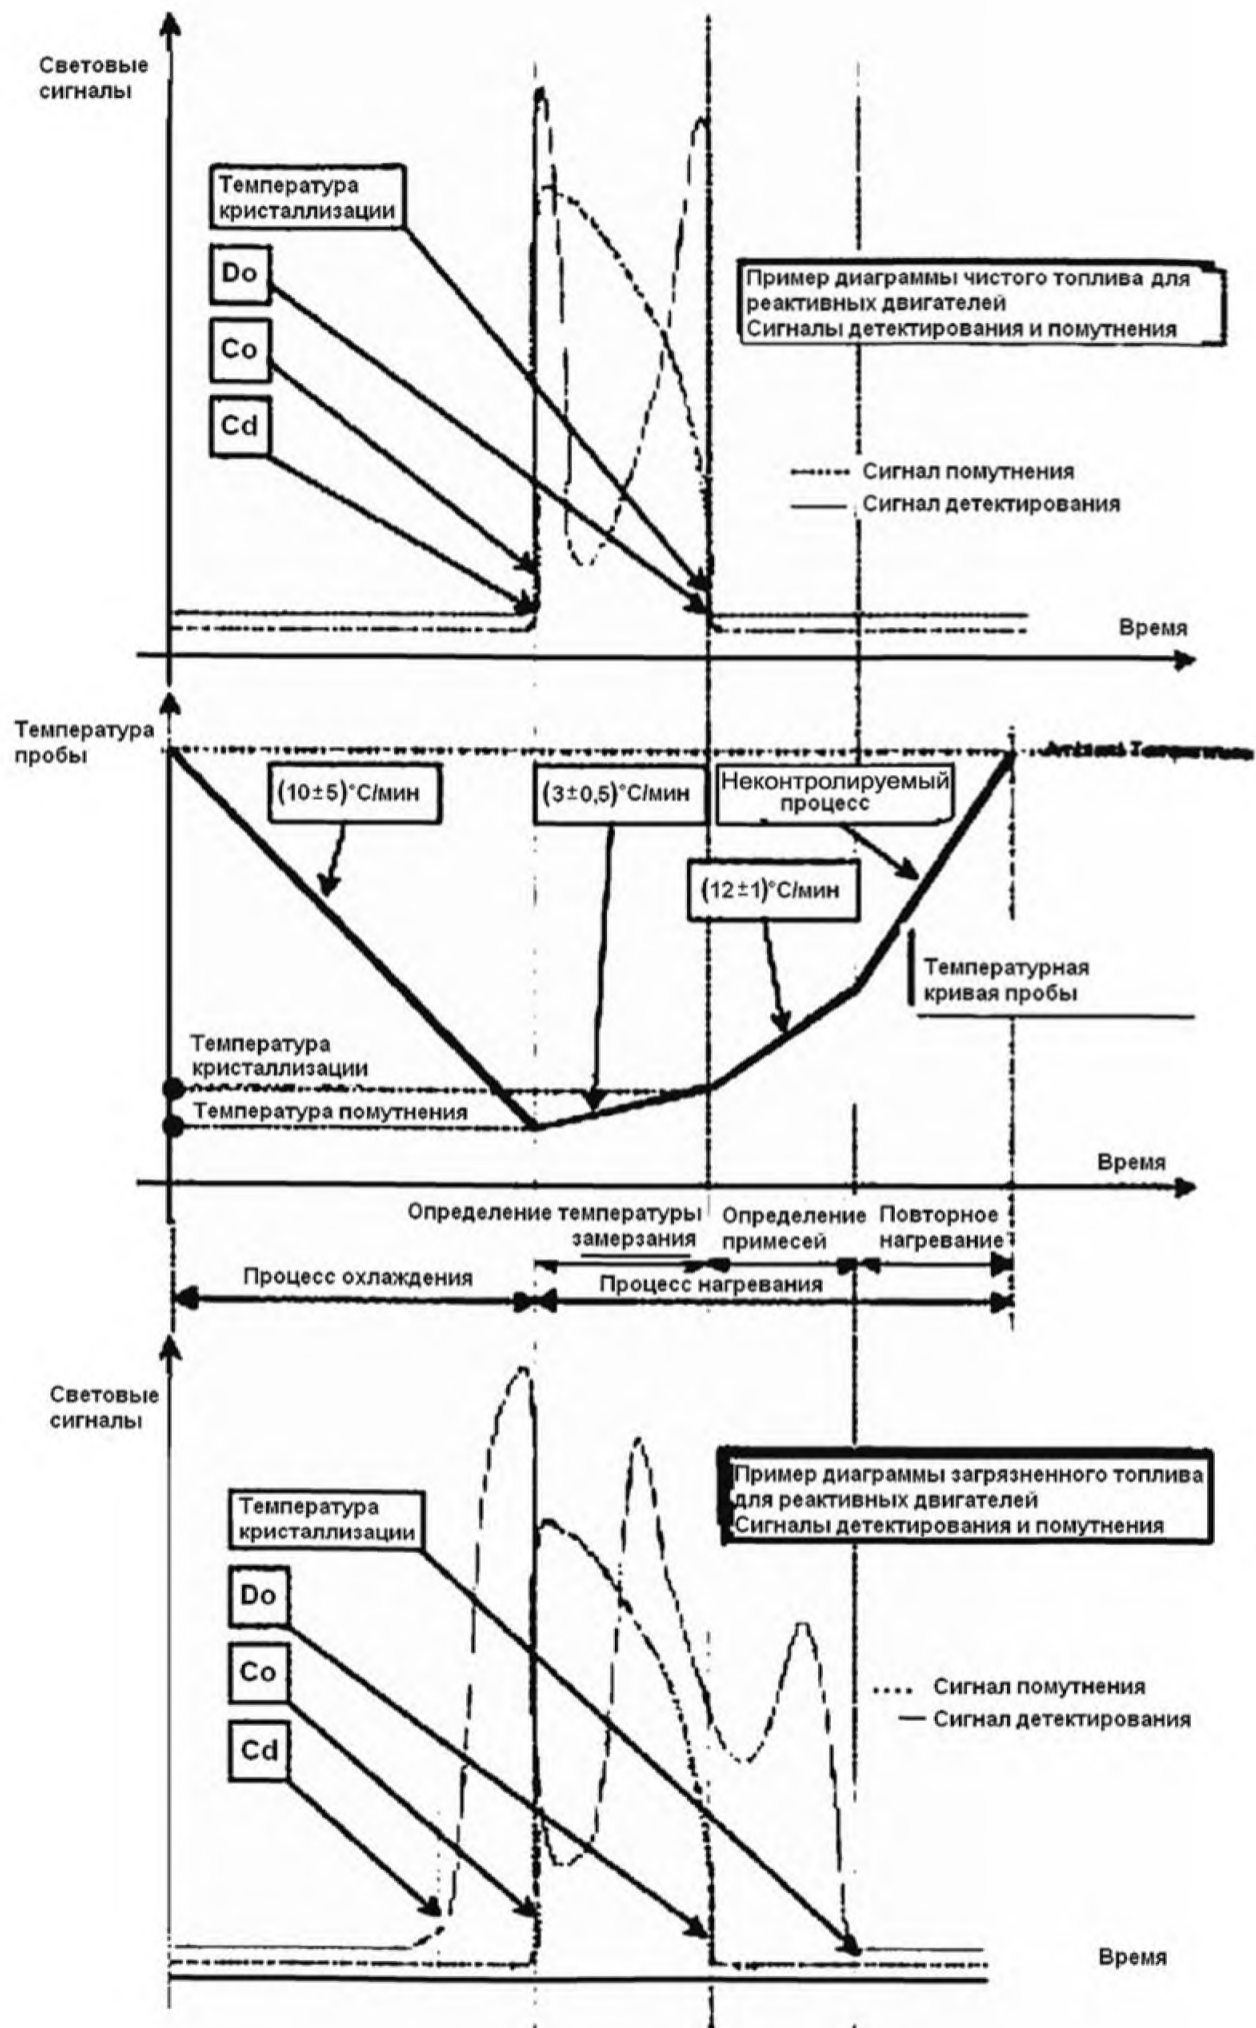 Световые
сигналы
Температура
кристаллизации
Do
Co
Cd
Пример диаграммы чистого топлива для
реактивных двигателей
Сигналы детектирования и помутнения
Сигнал помутнения
Сигнал детектирования
Время
Температура
пробы
(10±5)°С/мин
(3±0,5)°С/мин
Неконтролируемый
процесс
(12±1)°С/мин
Температурная
кривая пробы
Температура
кристаллизации
Температура помутнения
Время
Определение температуры
замерзания
Определение
примесей
Повторное
нагревание
Процесс охлаждения
Процесс нагревания
Световые
сигналы
Температура
кристаллизации
Do
Co
Cd
Пример диаграммы загрязненного топлива
для реактивных двигателей
Сигналы детектирования и помутнения
Сигнал помутнения
Сигнал детектирования
Время